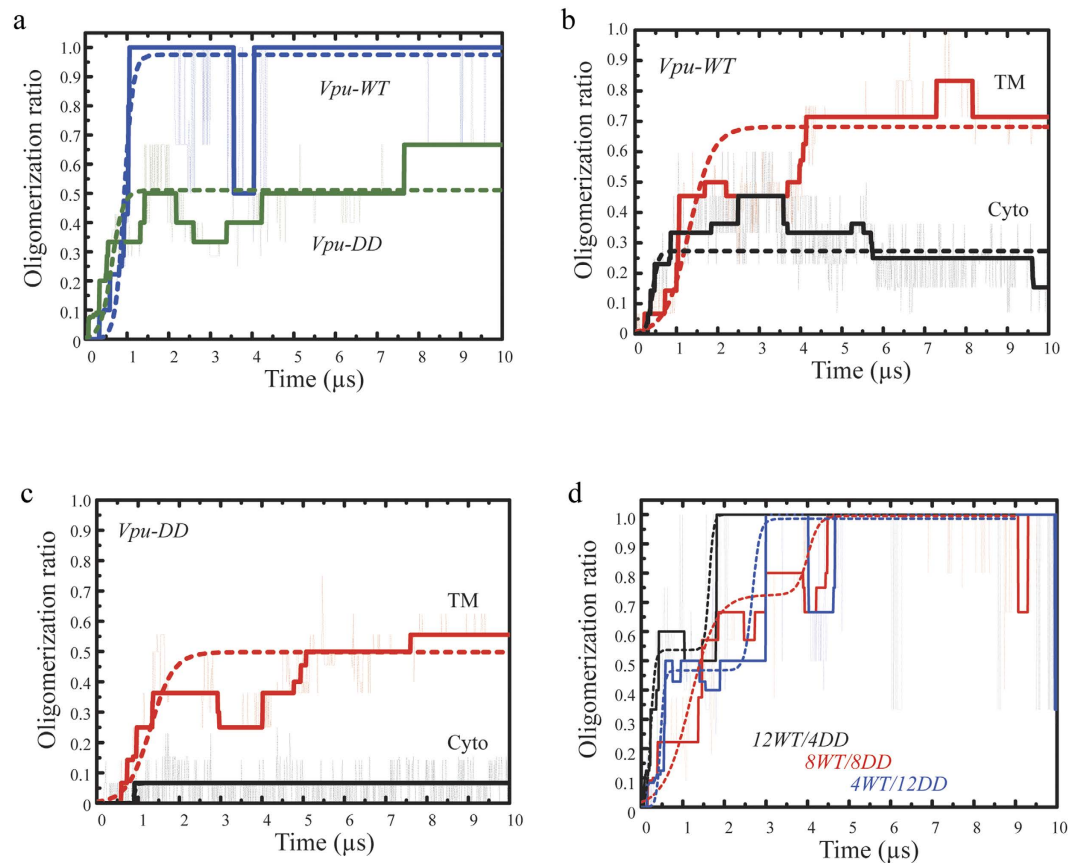 a
Oligomerization ratio
1.0
0.9
0.8
0.7
0.6
0.5
0.4
0.3
0.2
0.1
0
Vpu-WT
Vpu-DD
0 1 2 3 4 5 6 7 8 9 10
Time (µs)
b
Oligomerization ratio
1.0
0.9
0.8
0.7
0.6
0.5
0.4
0.3
0.2
0.1
0
Vpu-WT
TM
Cyto
0 1 2 3 4 5 6 7 8 9 10
Time (µs)
c
Oligomerization ratio
1.0
0.9
0.8
0.7
0.6
0.5
0.4
0.3
0.2
0.1
0
Vpu-DD
TM
Cyto
0 1 2 3 4 5 6 7 8 9 10
Time (µs)
d
Oligomerization ratio
1.0
0.9
0.8
0.7
0.6
0.5
0.4
0.3
0.2
0.1
0
12WT/4DD
8WT/8DD
4WT/12DD
0 1 2 3 4 5 6 7 8 9 10
Time (µs)